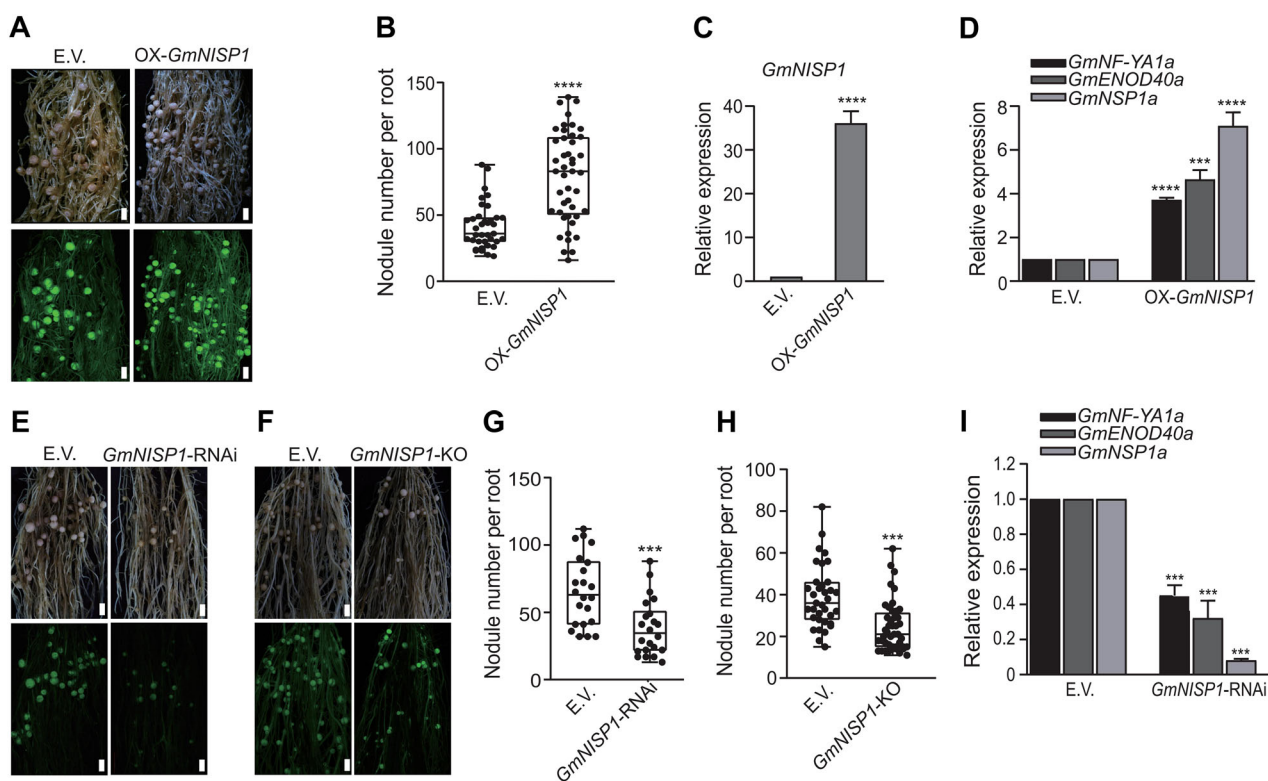 A
E.V.
OX-GmNISP1
B
Nodule number per root
150
100
50
0
****
E.V.
OX-GmNISP1
C
GmNISP1
Relative expression
40
30
20
10
0
****
E.V.
OX-GmNISP1
D
GmNF-YA1a
GmENOD40a
GmNSP1a
Relative expression
8
6
4
2
0
****
***
****
E.V.
OX-GmNISP1
E
E.V.
GmNISP1-RNAi
F
E.V.
GmNISP1-KO
G
Nodule number per root
150
100
50
0
***
E.V.
GmNISP1-RNAi
H
Nodule number per root
100
80
60
40
20
0
***
E.V.
GmNISP1-KO
I
GmNF-YA1a
GmENOD40a
GmNSP1a
Relative expression
1.2
1.0
0.8
0.6
0.4
0.2
0
***
***
***
E.V.
GmNISP1-RNAi